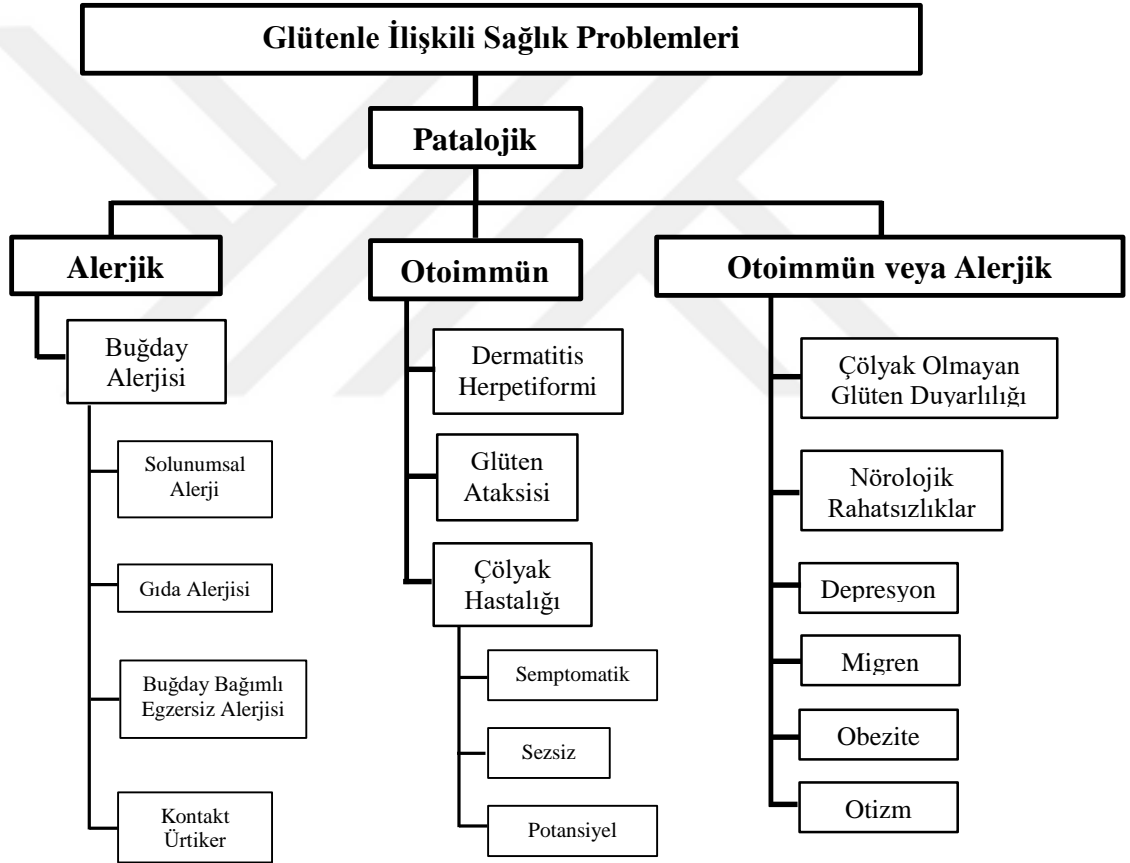 Glütenle İlişkili Sağlık Problemleri
Patalojik
Alerjik
Buğday
Alerjisi
Solunumsal
Alerji
Gıda Alerjisi
Buğday Bağımlı
Egzersiz Alerjisi
Kontakt
Ürtiker
Otoimmün
Dermatitis
Herpetiformi
Glüten
Ataksisi
Çölyak
Hastalığı
Semptomatik
Sezsiz
Potansiyel
Otoimmün veya Alerjik
Çölyak Olmayan
Glüten Duyarlılığı
Nörolojik
Rahatsızlıklar
Depresyon
Migren
Obezite
Otizm